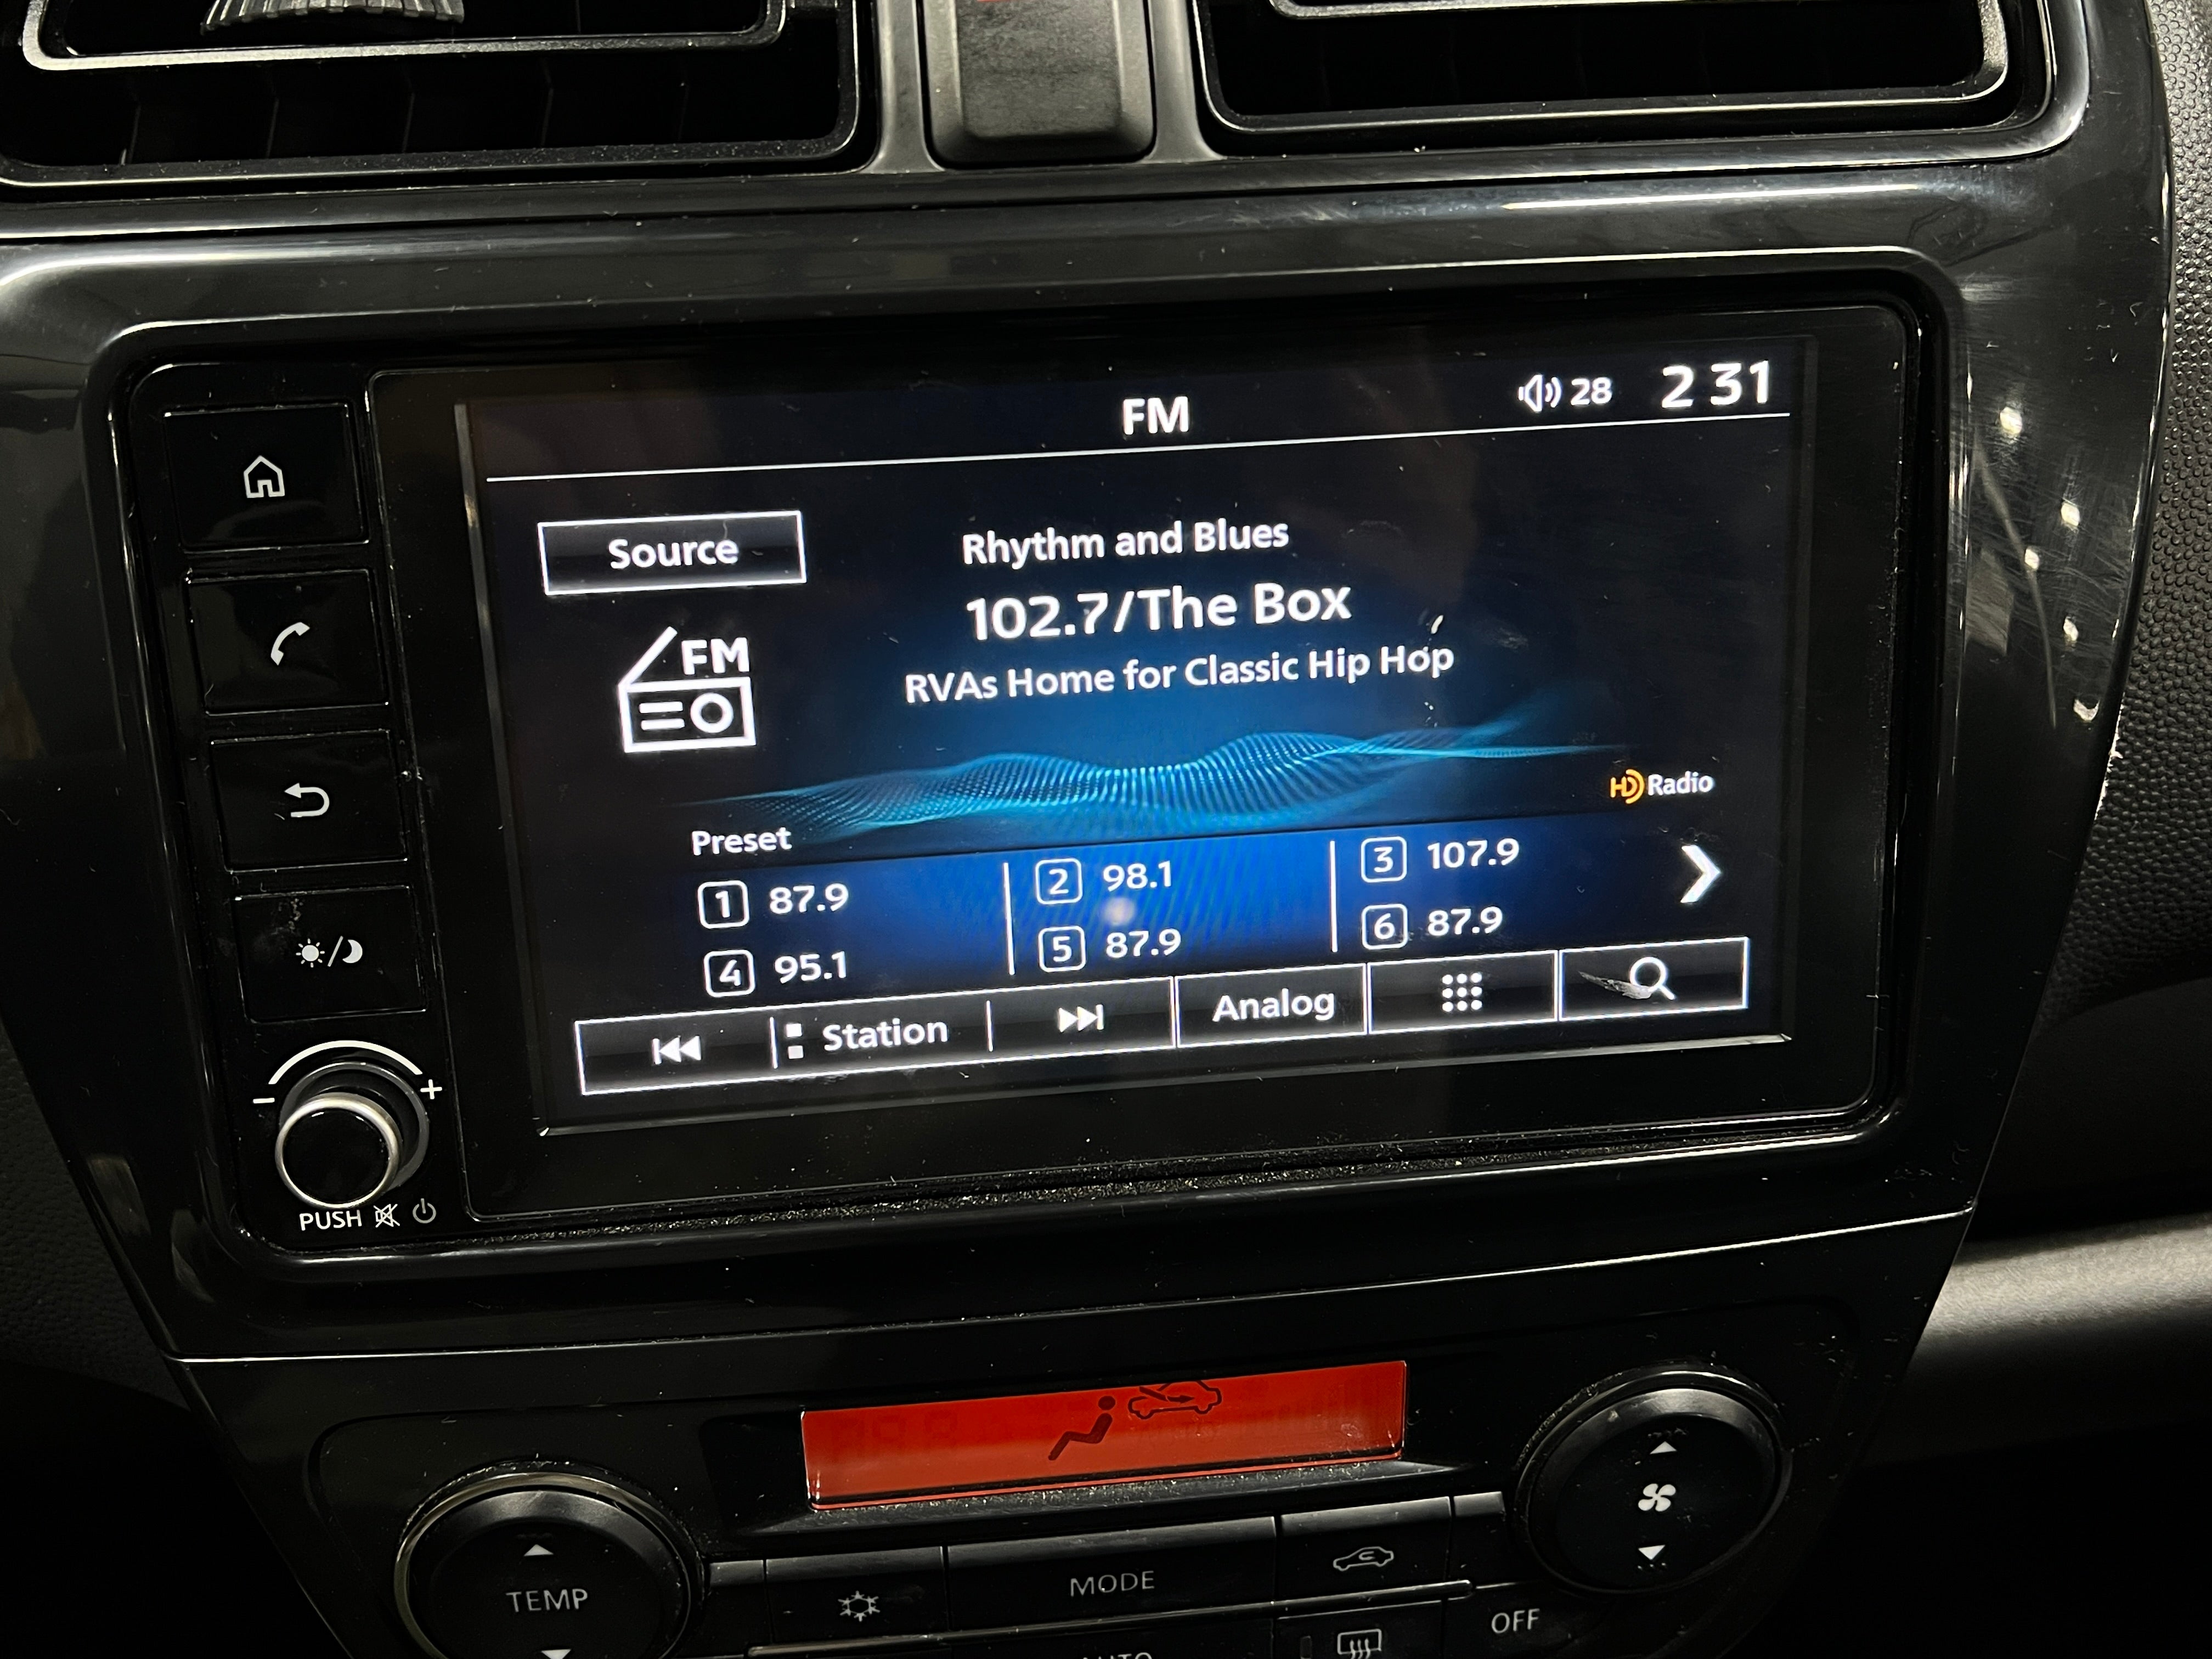 FM
28
2 31
Source
Rhythm and Blues
102.7/The Box
RVAs Home for Classic Hip Hop
FM
HD Radio
Preset
1 87.9
2 98.1
3 107.9
4 95.1
5 87.9
6 87.9
Station
Analog
- +
PUSH
TEMP
MODE
OFF
AUTO